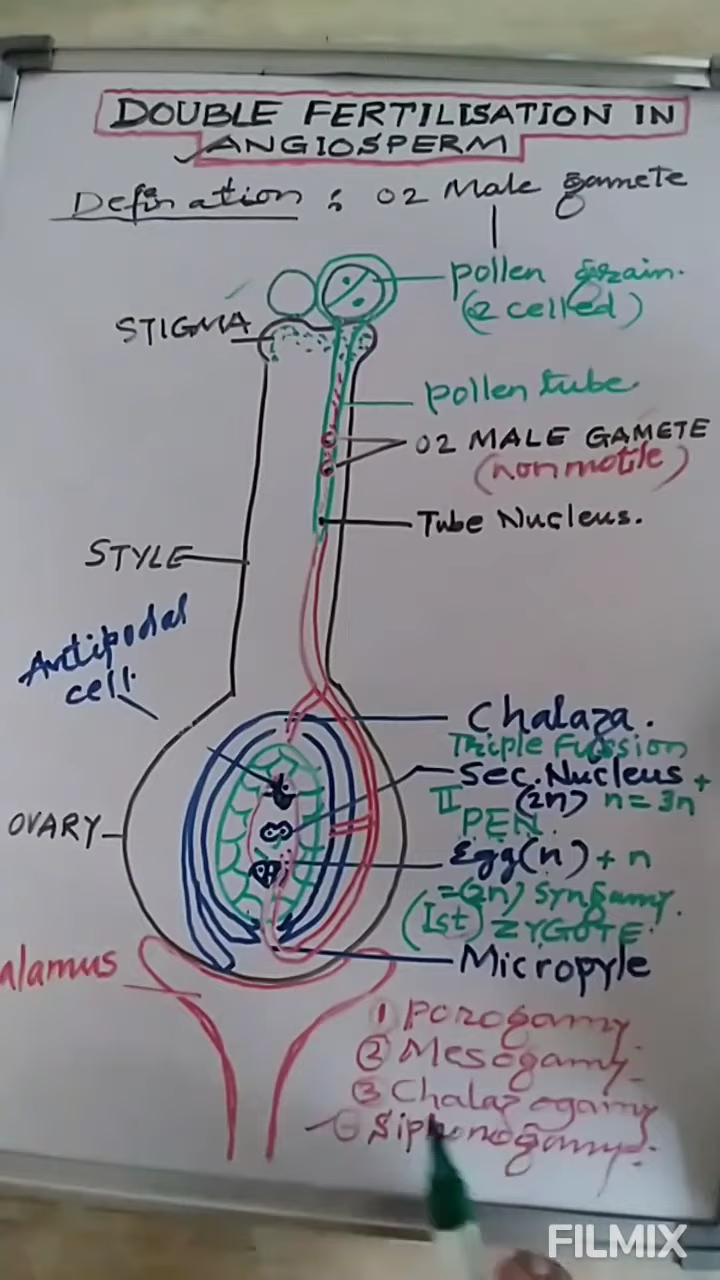 DOUBLE FERTILISATION IN
ANGIOSPERM
Defination : 02 Male gamete
pollen grain.
(2 celled)
STIGMA
pollen tube
02 MALE GAMETE
(non motile)
Tube Nucleus.
STYLE
Antipodal
cell
Chalaza.
Triple Fussion
Sec. Nucleus +
II (2n) n = 3n
PEN
OVARY
Egg(n) + n
=(2n) Syngamy.
(Ist) ZYGOTE
Micropyle
alamus
1 Porogamy
2 Mesogamy
3 Chalazogamy
Siphonogamy
FILMIX